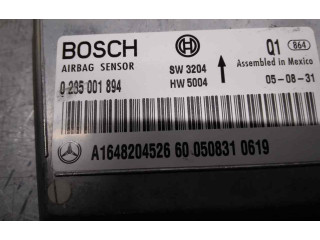 BOSCH Q1 864
AIRBAG SENSOR SW 3204 Assembled in Mexico
0 285 001 894 HW 5004 05-08-31
A1648204526 60 050831 0619